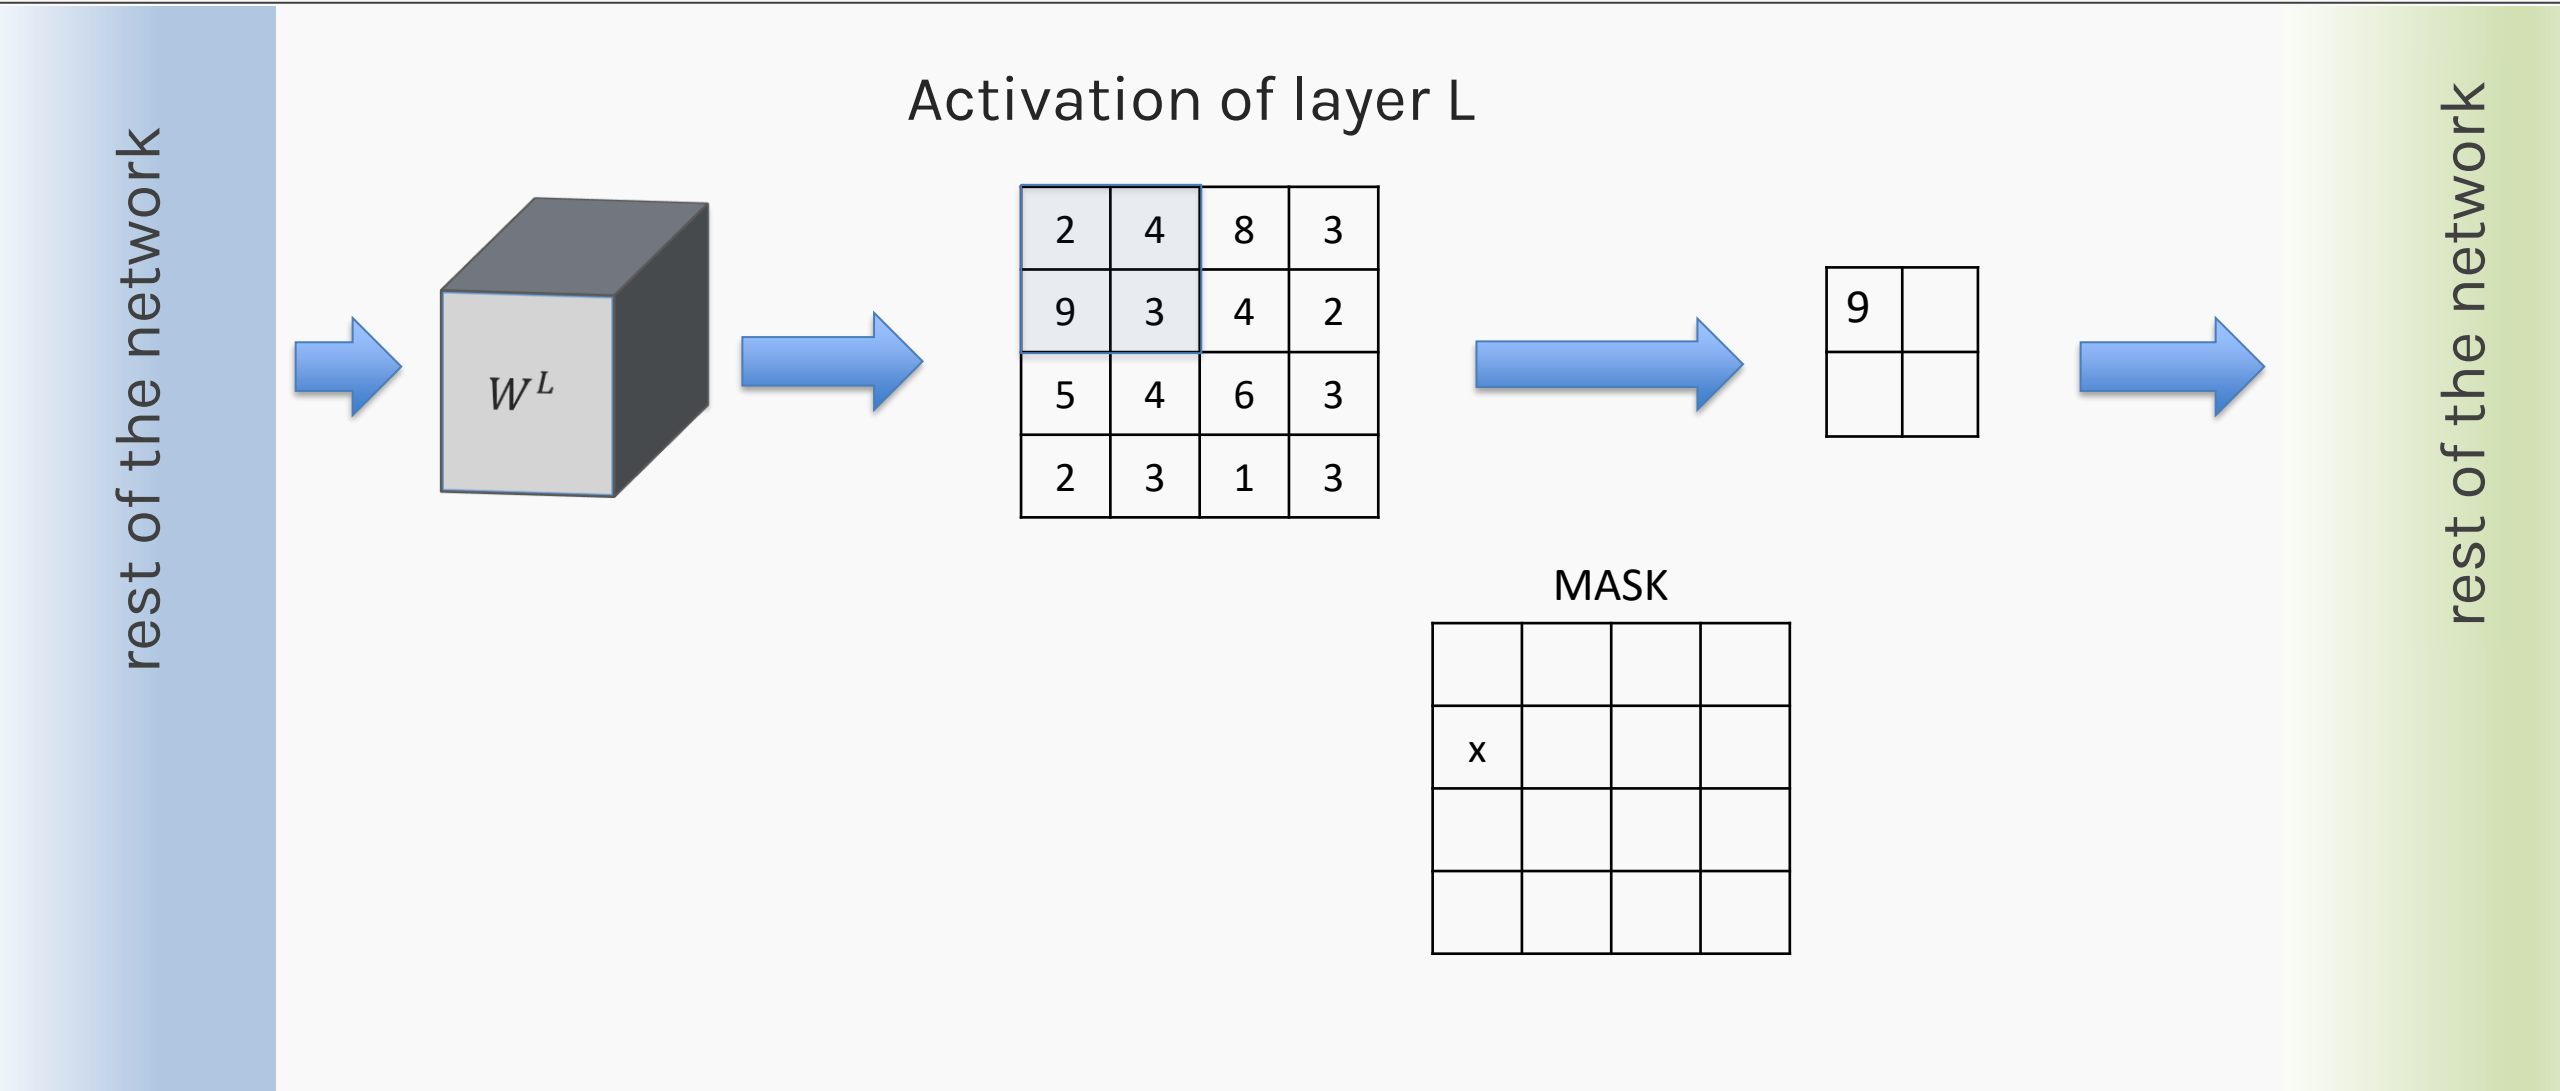 rest of the network
Activation of layer L
W^L
2 4 8 3
9 3 4 2
5 4 6 3
2 3 1 3
9
MASK
x
rest of the network